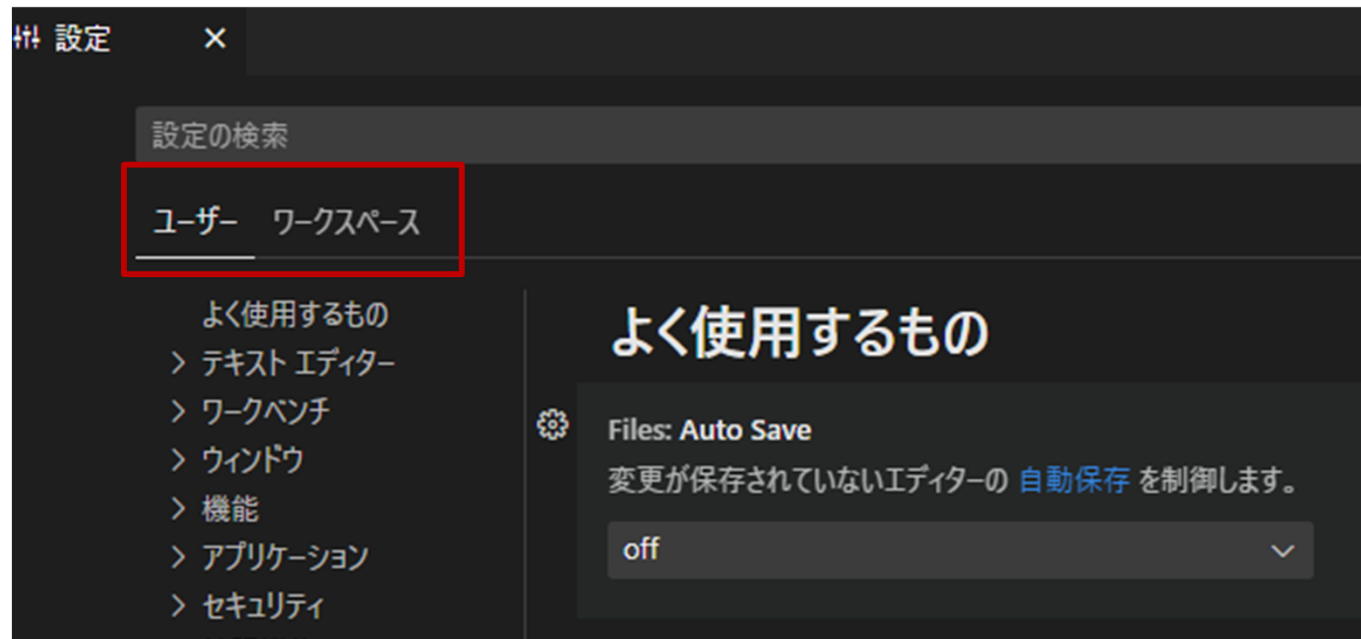 設定
設定の検索
ユーザー ワークスペース
よく使用するもの
テキスト エディター
ワークベンチ
ウィンドウ
機能
アプリケーション
セキュリティ
よく使用するもの
Files: Auto Save
変更が保存されていないエディターの 自動保存 を制御します。
off